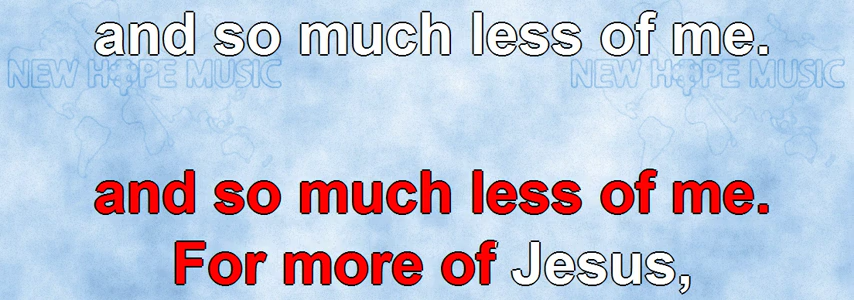 and so much less of me.
NEW HOPE MUSIC NEW HOPE MUSIC
and so much less of me.
For more of Jesus,